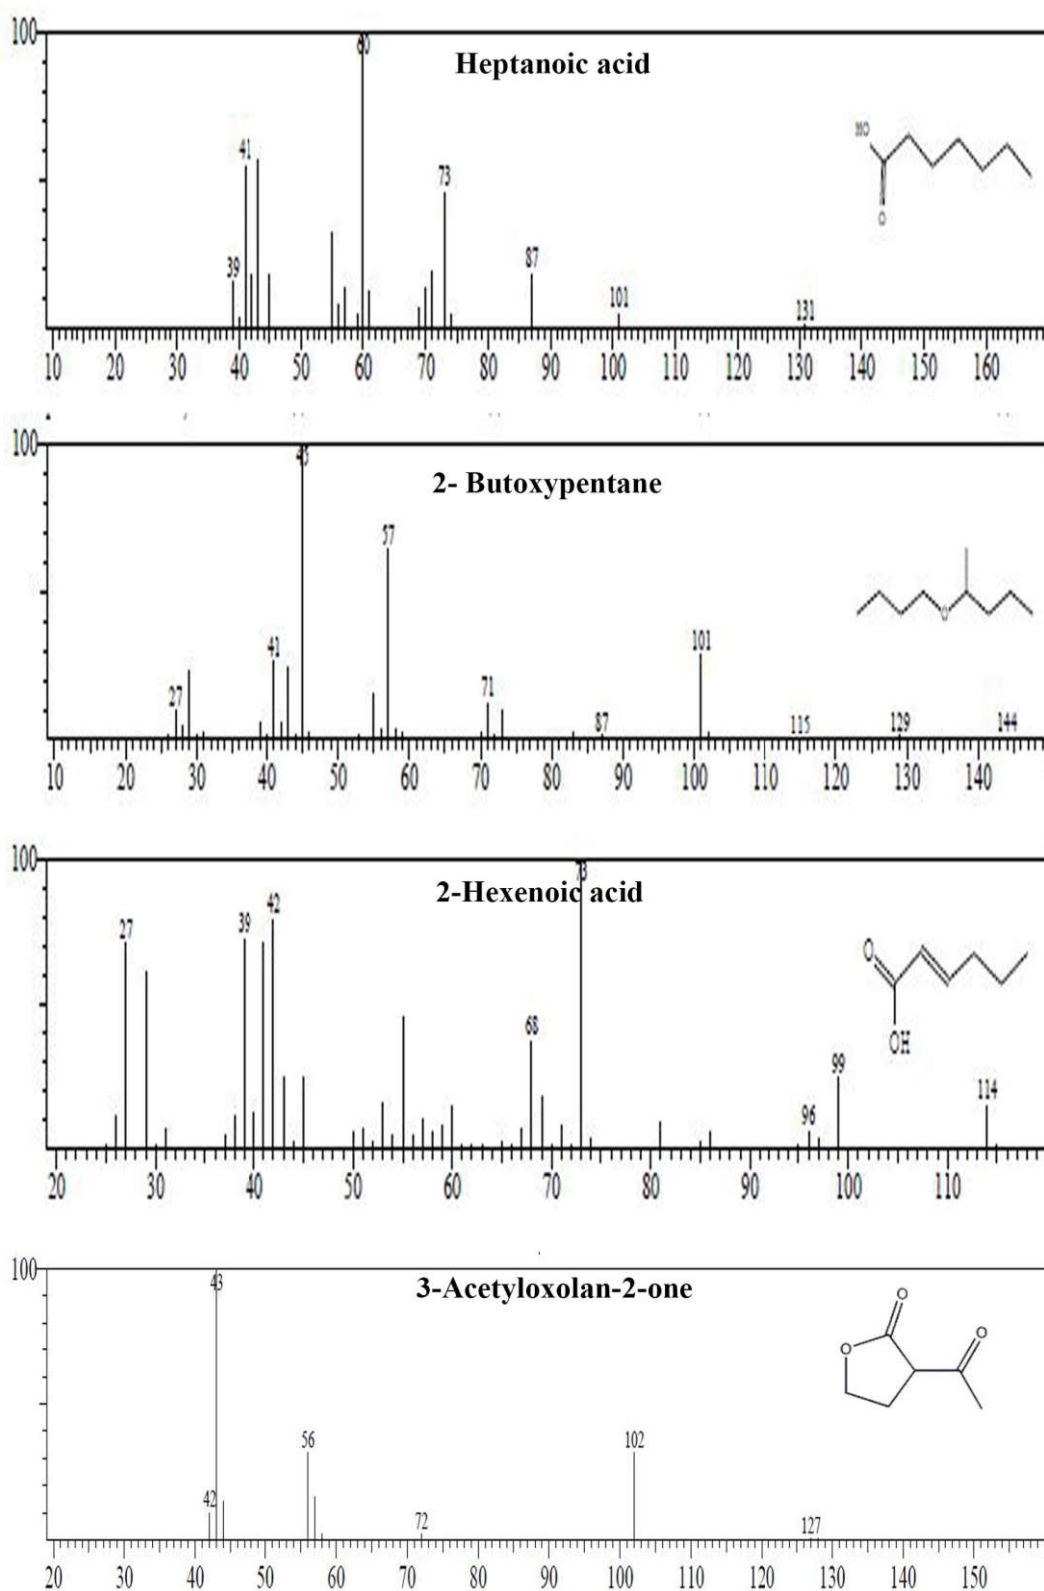 100
60
Heptanoic acid
HO
O
41
73
39
87
101
131
10 20 30 40 50 60 70 80 90 100 110 120 130 140 150 160
100
45
2- Butoxypentane
57
O
41
101
27
71
87
115
129
144
10 20 30 40 50 60 70 80 90 100 110 120 130 140
100
73
2-Hexenoic acid
27
39
42
O
OH
68
99
96
114
20 30 40 50 60 70 80 90 100 110
100
43
3-Acetyloxolan-2-one
O
O
O
56
102
42
72
127
20 30 40 50 60 70 80 90 100 110 120 130 140 150